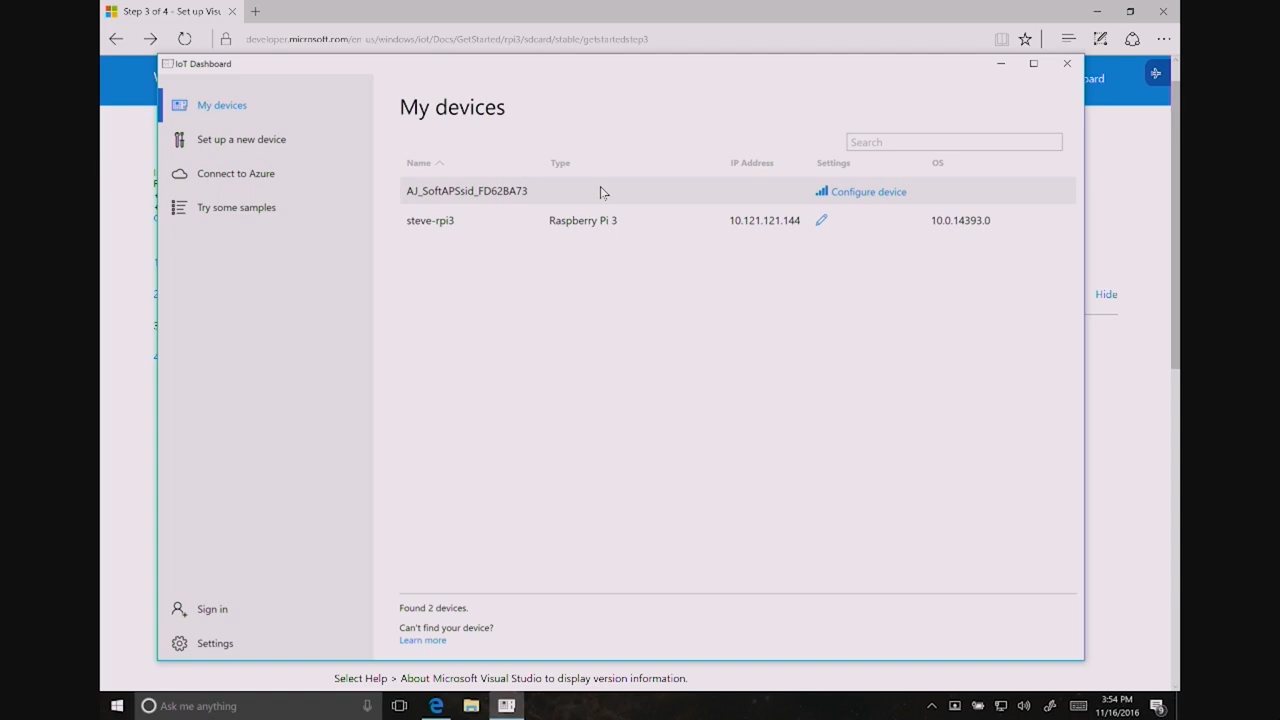 Step 3 of 4 - Set up Visu
developer.microsoft.com/en us/windows/iot/Docs/GetStarted/rpi3/sdcard/stable/getstartedstep3
IoT Dashboard
My devices
Set up a new device
Connect to Azure
Try some samples
Sign in
Settings
My devices
Search
Name Type IP Address Settings OS
AJ_SoftAPSsid_FD62BA73 Configure device
steve-rpi3 Raspberry Pi 3 10.121.121.144 10.0.14393.0
Found 2 devices.
Can't find your device?
Learn more
Hide
Select Help > About Microsoft Visual Studio to display version information.
Ask me anything
3:54 PM
11/16/2016